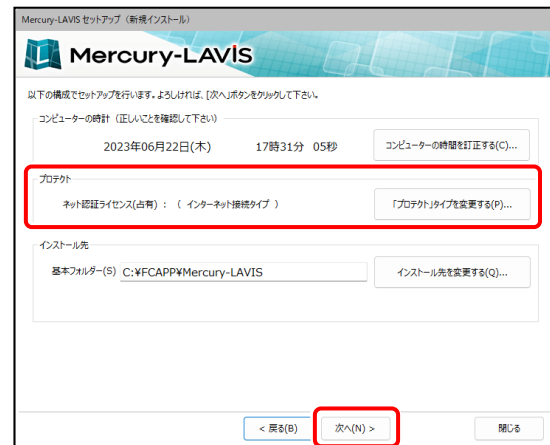 Mercury-LAVIS セットアップ（新規インストール）
Mercury-LAVIS
以下の構成でセットアップを行います。よろしければ、[次へ]ボタンをクリックして下さい。
コンピューターの時計（正しいことを確認して下さい）
2023年06月22日(木) 17時31分 05秒 コンピューターの時間を訂正する(C)...
プロテクト
ネット認証ライセンス(占有) : （ インターネット接続タイプ ） 「プロテクト」タイプを変更する(P)...
インストール先
基本フォルダー(S) C:¥FCAPP¥Mercury-LAVIS インストール先を変更する(Q)...
< 戻る(B) 次へ(N) > 閉じる